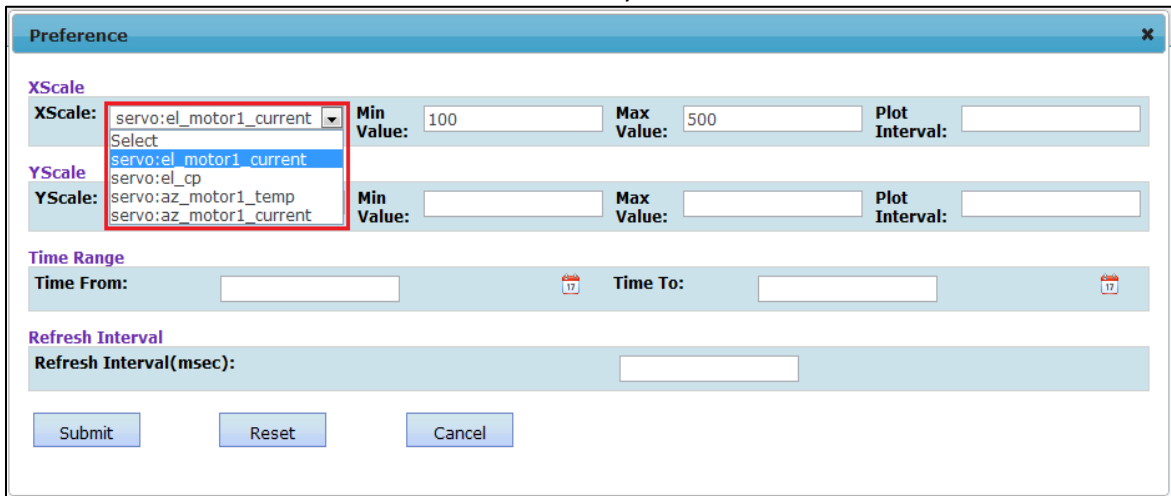 Preference
XScale
XScale: servo:el_motor1_current Min Value: 100 Max Value: 500 Plot Interval:
Select
servo:el_motor1_current
servo:el_cp
servo:az_motor1_temp
servo:az_motor1_current
YScale
YScale: Min Value: Max Value: Plot Interval:
Time Range
Time From: 17 Time To: 17
Refresh Interval
Refresh Interval(msec):
Submit Reset Cancel